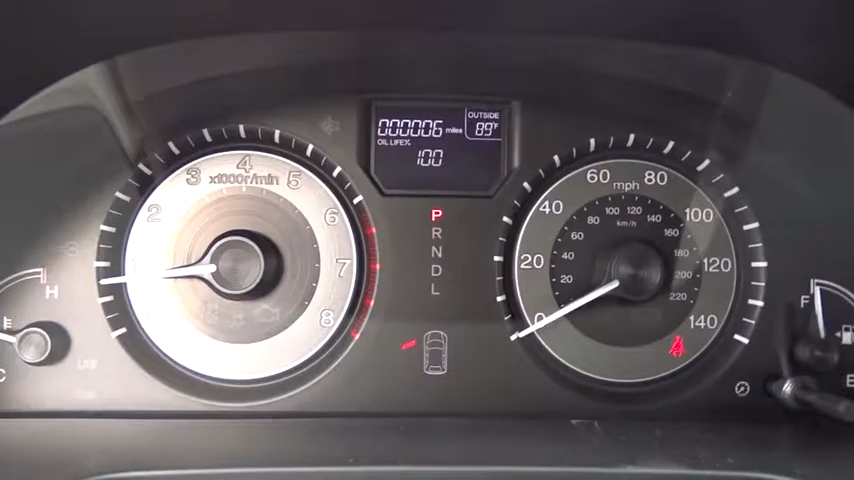 000006 miles
OUTSIDE
89°F
OIL LIFE%
100
x1000r/min
1
2
3
4
5
6
7
8
P
R
N
D
L
mph
0
20
40
60
80
100
120
140
km/h
20
40
60
80
100
120
140
160
180
200
220
H
C
F
E